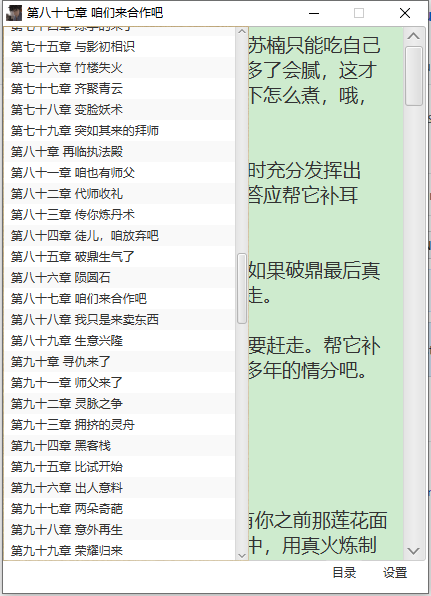 第八十七章 咱们来合作吧
第七十五章 与影初相识
第七十六章 竹楼失火
第七十七章 齐聚青云
第七十八章 变脸妖术
第七十九章 突如其来的拜师
第八十章 再临执法殿
第八十一章 咱也有师父
第八十二章 代师收礼
第八十三章 传你炼丹术
第八十四章 徒儿，咱放弃吧
第八十五章 破鼎生气了
第八十六章 陨圆石
第八十七章 咱们来合作吧
第八十八章 我只是来卖东西
第八十九章 生意兴隆
第九十章 寻仇来了
第九十一章 师父来了
第九十二章 灵脉之争
第九十三章 拥挤的灵舟
第九十四章 黑客栈
第九十五章 比试开始
第九十六章 出人意料
第九十七章 两朵奇葩
第九十八章 意外再生
第九十九章 荣耀归来
苏楠只能吃自己
多了会腻，这才
下怎么煮，哦，
时充分发挥出
答应帮它补耳
如果破鼎最后真
走。
要赶走。帮它补
多年的情分吧。
有你之前那莲花面
中，用真火炼制
目录
设置